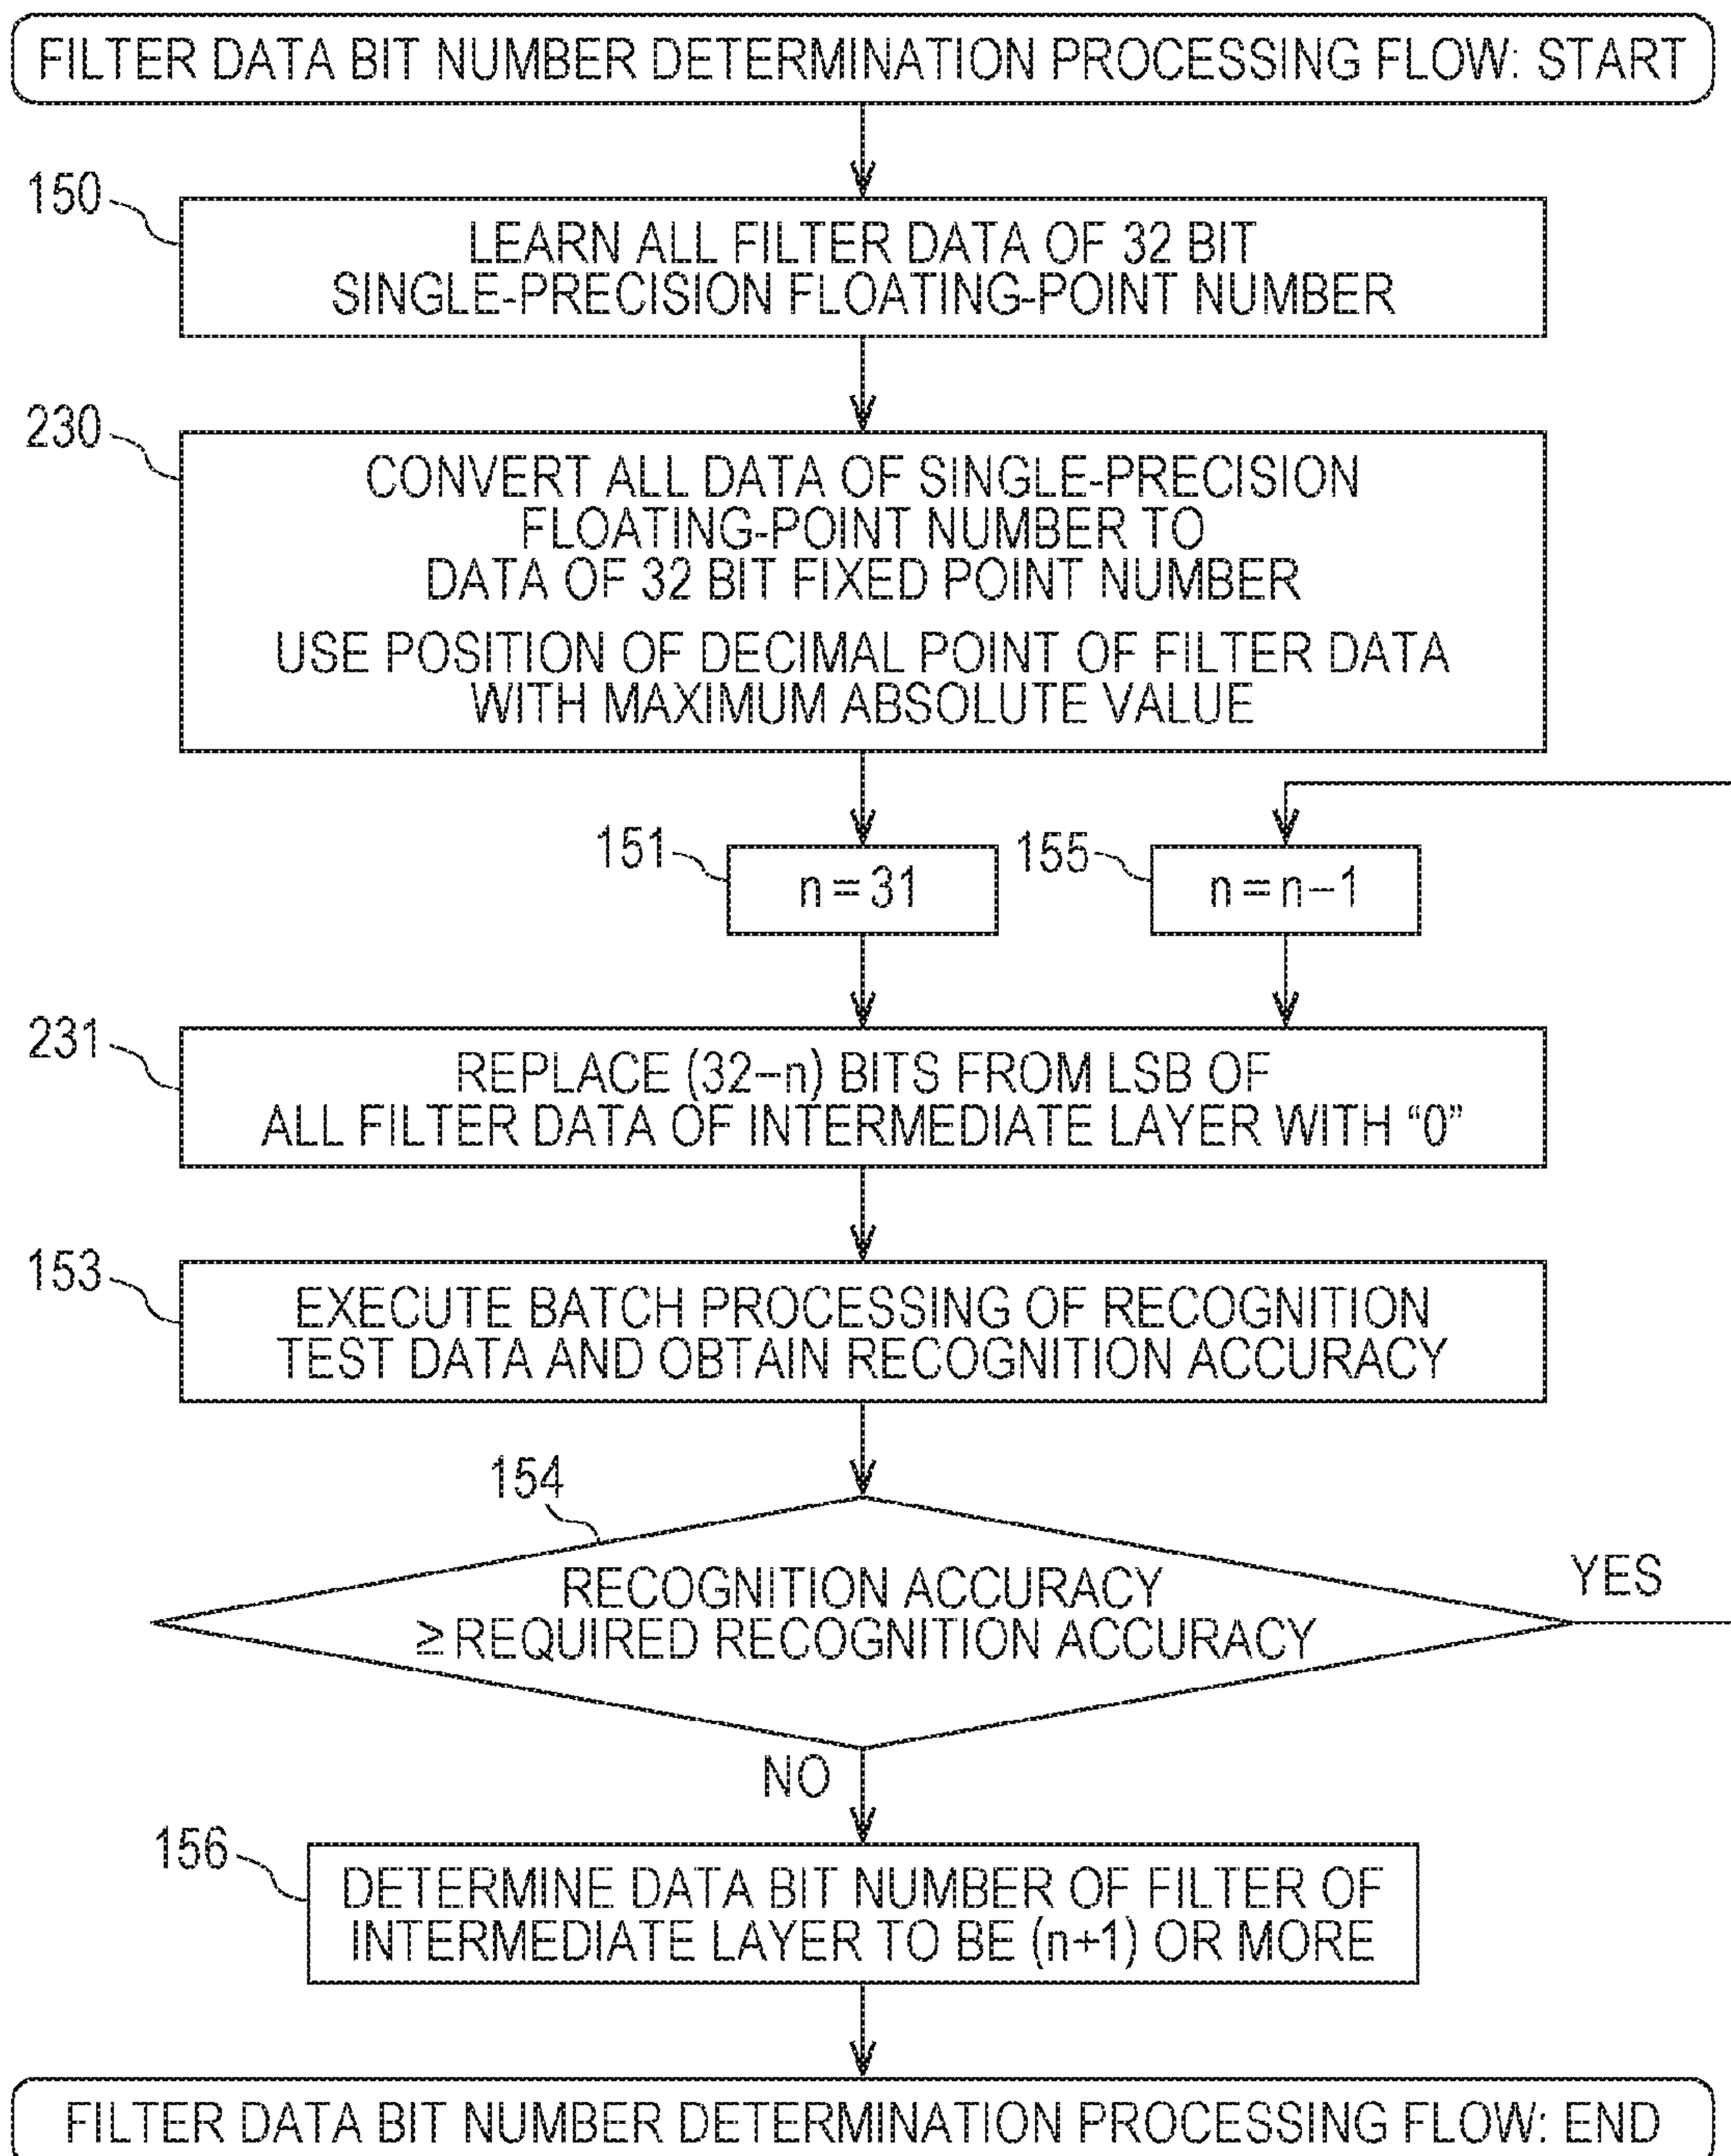 FILTER DATA BIT NUMBER DETERMINATION PROCESSING FLOW: START
150
LEARN ALL FILTER DATA OF 32 BIT
SINGLE-PRECISION FLOATING-POINT NUMBER
230
CONVERT ALL DATA OF SINGLE-PRECISION
FLOATING-POINT NUMBER TO
DATA OF 32 BIT FIXED POINT NUMBER
USE POSITION OF DECIMAL POINT OF FILTER DATA
WITH MAXIMUM ABSOLUTE VALUE
151
n=31
155
n=n−1
231
REPLACE (32−n) BITS FROM LSB OF
ALL FILTER DATA OF INTERMEDIATE LAYER WITH “0”
153
EXECUTE BATCH PROCESSING OF RECOGNITION
TEST DATA AND OBTAIN RECOGNITION ACCURACY
154
RECOGNITION ACCURACY
≥ REQUIRED RECOGNITION ACCURACY
YES
NO
156
DETERMINE DATA BIT NUMBER OF FILTER OF
INTERMEDIATE LAYER TO BE (n+1) OR MORE
FILTER DATA BIT NUMBER DETERMINATION PROCESSING FLOW: END